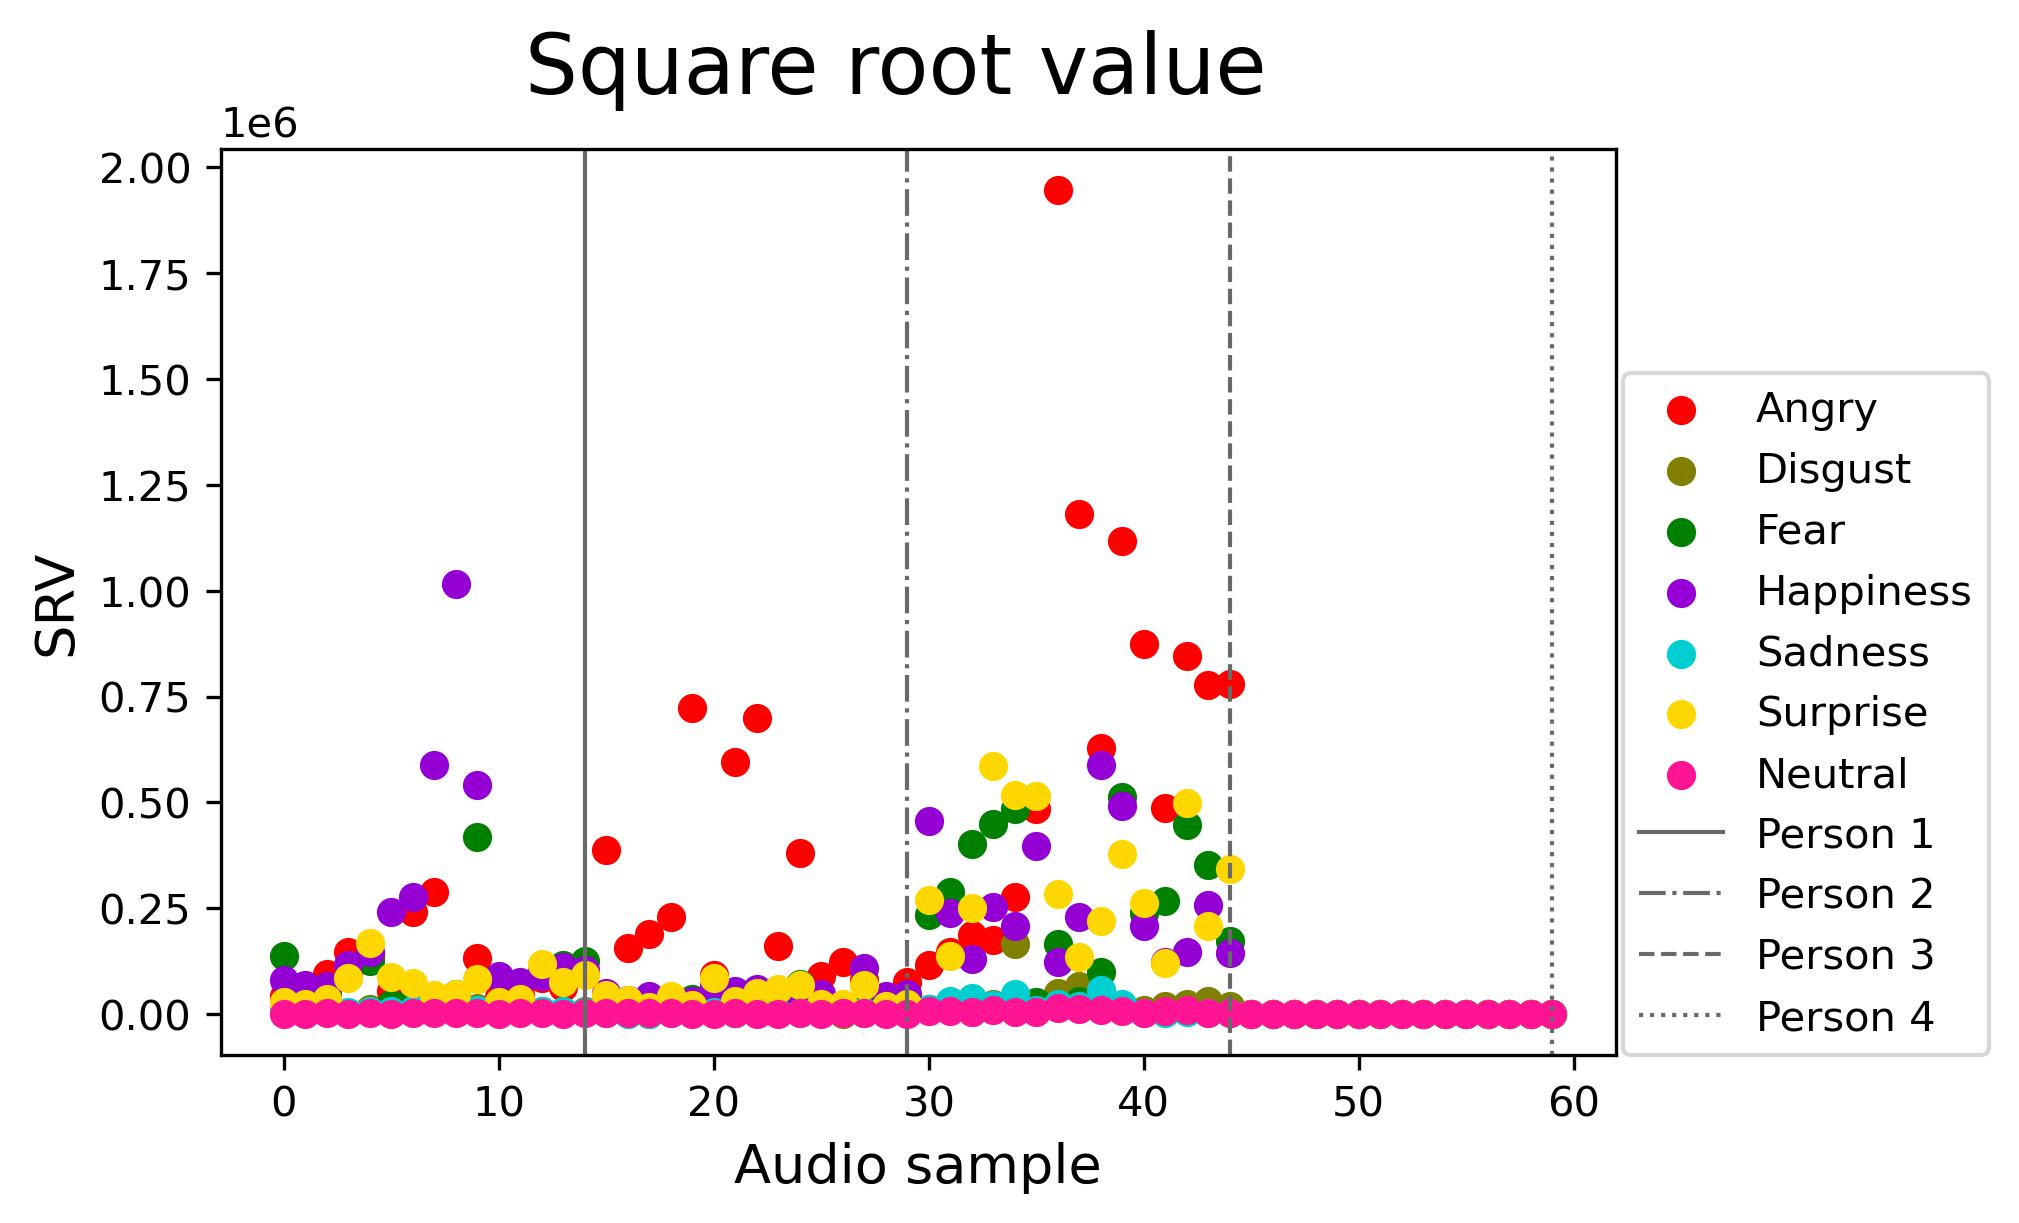 Square root value
1e6
2.00
1.75
1.50
1.25
1.00
0.75
0.50
0.25
0.00
SRV
0 10 20 30 40 50 60
Audio sample
Angry
Disgust
Fear
Happiness
Sadness
Surprise
Neutral
Person 1
Person 2
Person 3
Person 4